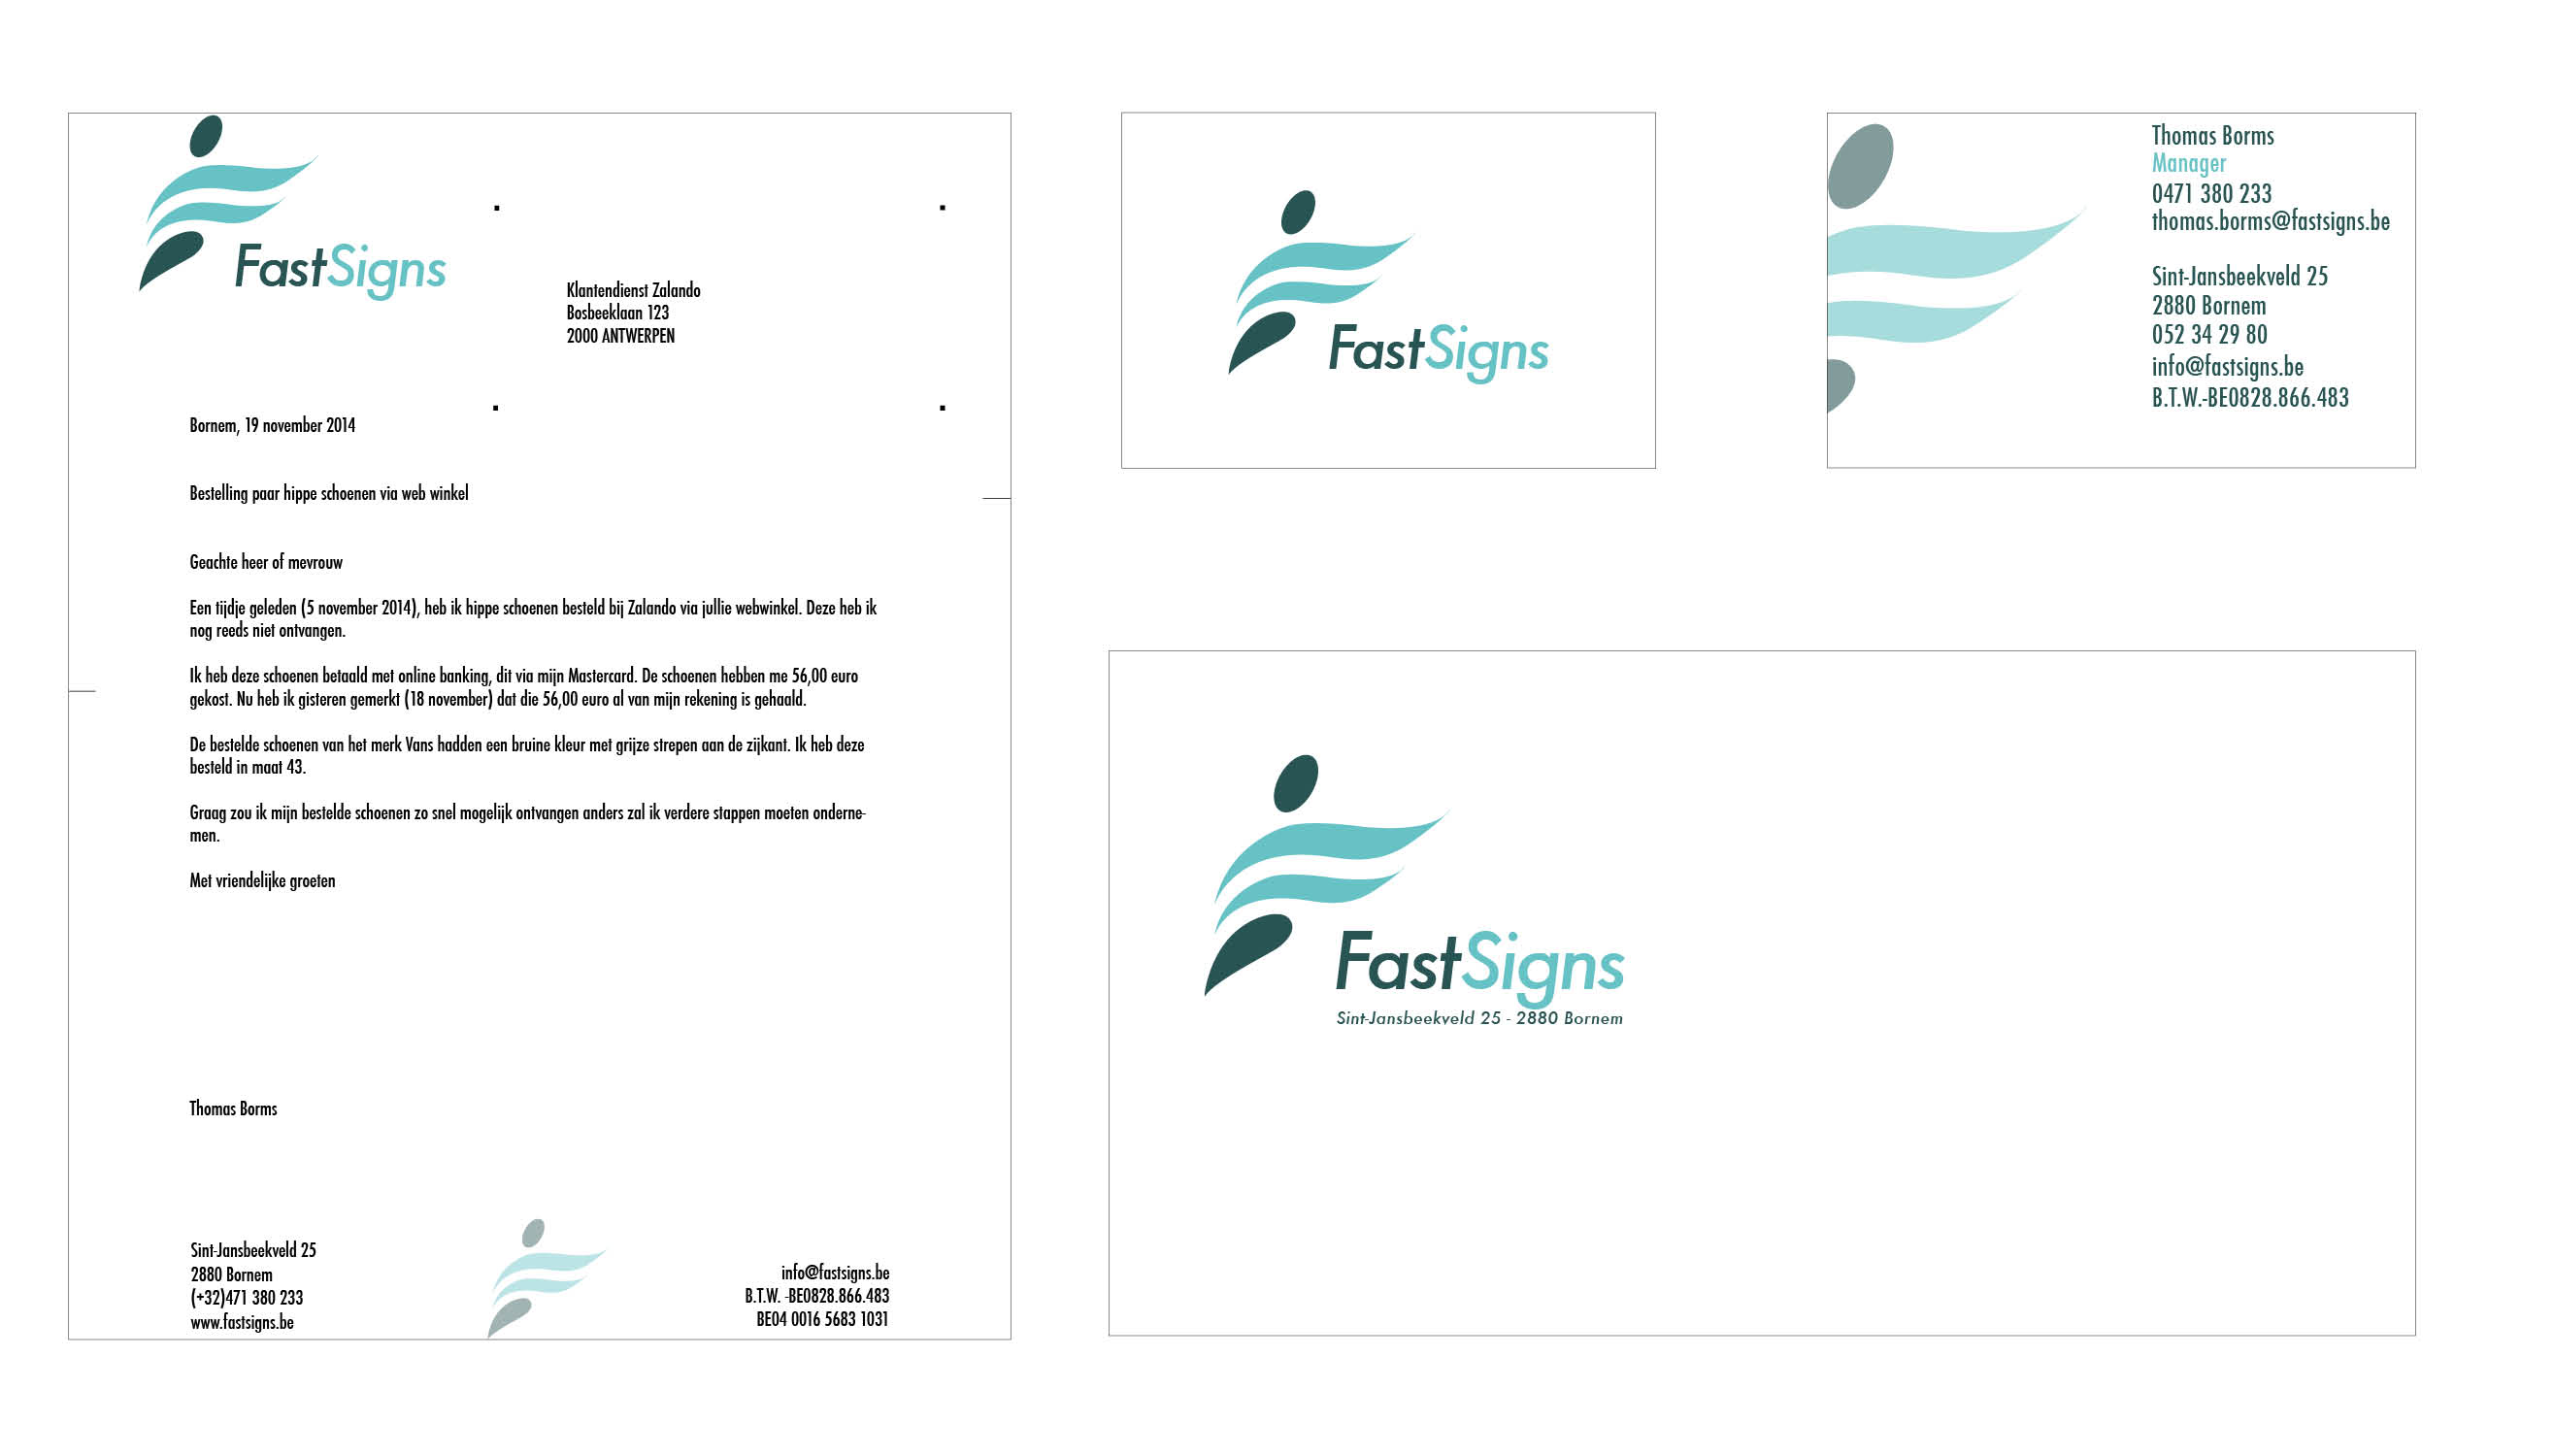 FastSigns
Klantendienst Zalando
Bosbeeklaan 123
2000 ANTWERPEN
Bornem, 19 november 2014
Bestelling paar hippe schoenen via web winkel
Geachte heer of mevrouw
Een tijdje geleden (5 november 2014), heb ik hippe schoenen besteld bij Zalando via jullie webwinkel. Deze heb ik
nog reeds niet ontvangen.
Ik heb deze schoenen betaald met online banking, dit via mijn Mastercard. De schoenen hebben me 56,00 euro
gekost. Nu heb ik gisteren gemerkt (18 november) dat die 56,00 euro al van mijn rekening is gehaald.
De bestelde schoenen van het merk Vans hadden een bruine kleur met grijze strepen aan de zijkant. Ik heb deze
besteld in maat 43.
Graag zou ik mijn bestelde schoenen zo snel mogelijk ontvangen anders zal ik verdere stappen moeten onderne-
men.
Met vriendelijke groeten
Thomas Borms
Sint-Jansbeekveld 25
2880 Bornem
(+32)471 380 233
www.fastsigns.be
info@fastsigns.be
B.T.W. -BE0828.866.483
BE04 0016 5683 1031
FastSigns
Thomas Borms
Manager
0471 380 233
thomas.borms@fastsigns.be
Sint-Jansbeekveld 25
2880 Bornem
052 34 29 80
info@fastsigns.be
B.T.W.-BE0828.866.483
FastSigns
Sint-Jansbeekveld 25 - 2880 Bornem